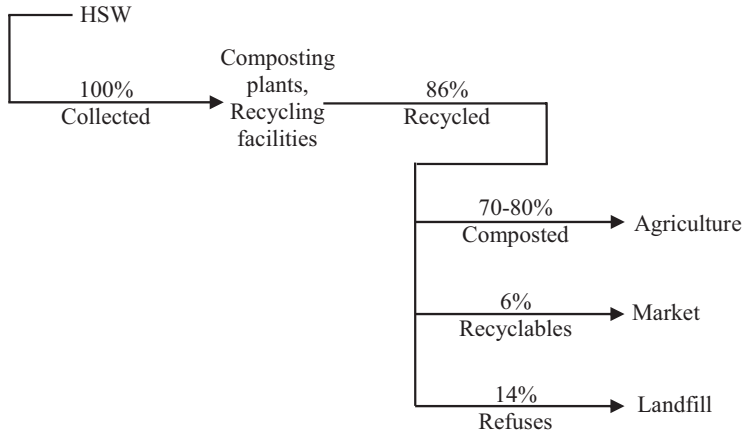 HSW
100%
Collected
Composting
plants,
Recycling
facilities
86%
Recycled
70-80%
Composted
Agriculture
6%
Recyclables
Market
14%
Refuses
Landfill